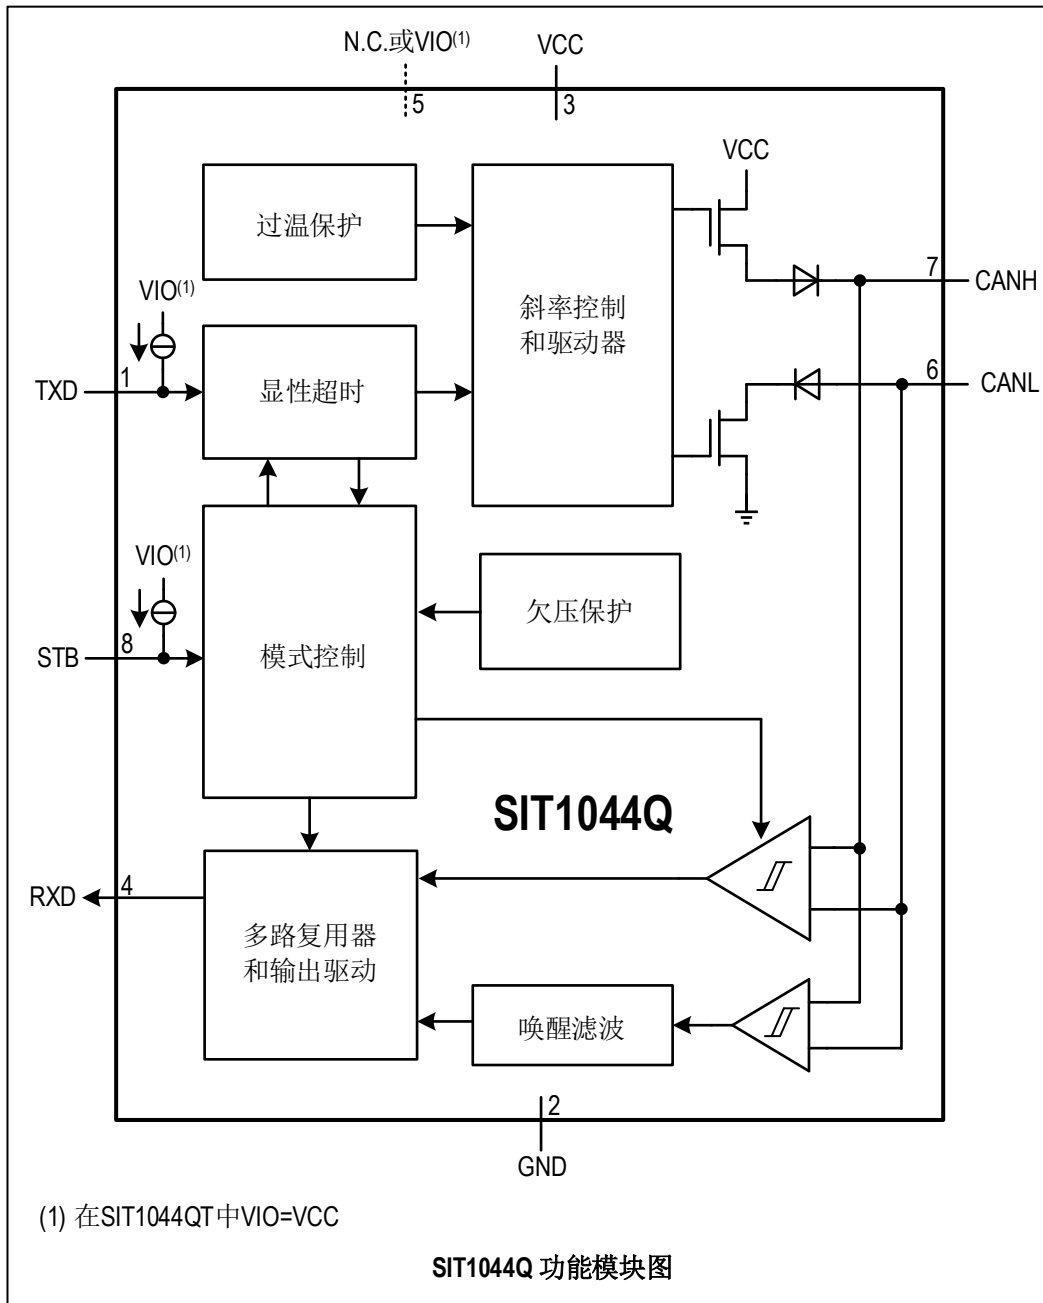 N.C.或VIO(1)
VCC
5
3
VCC
过温保护
7
CANH
VIO(1)
斜率控制
和驱动器
1
TXD
显性超时
6
CANL
VIO(1)
欠压保护
8
STB
模式控制
SIT1044Q
4
RXD
多路复用器
和输出驱动
唤醒滤波
2
GND
(1) 在SIT1044QT中VIO=VCC
SIT1044Q 功能模块图